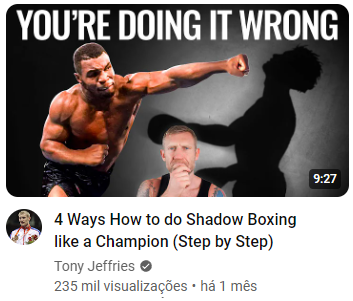 YOU'RE DOING IT WRONG
9:27
4 Ways How to do Shadow Boxing
like a Champion (Step by Step)
Tony Jeffries
235 mil visualizações • há 1 mês